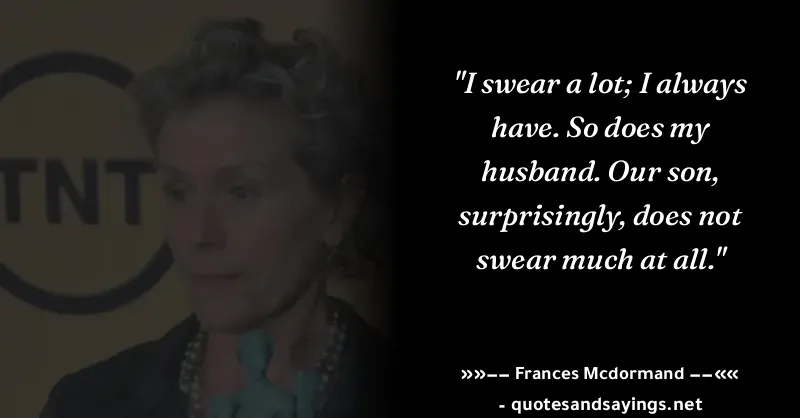 TNT
"I swear a lot; I always
have. So does my
husband. Our son,
surprisingly, does not
swear much at all."
»»−− Frances Mcdormand −−««
- quotesandsayings.net